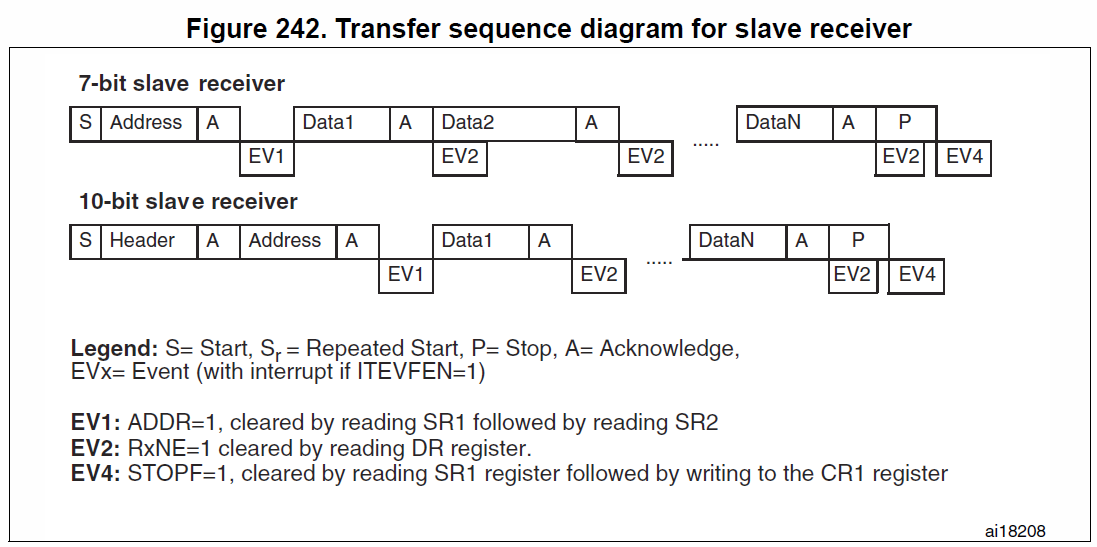 Figure 242. Transfer sequence diagram for slave receiver
7-bit slave receiver
S Address A Data1 A Data2 A ..... DataN A P
EV1 EV2 EV2 EV2 EV4
10-bit slave receiver
S Header A Address A Data1 A ..... DataN A P
EV1 EV2 EV2 EV4
Legend: S= Start, Sr = Repeated Start, P= Stop, A= Acknowledge,
EVx= Event (with interrupt if ITEVFEN=1)
EV1: ADDR=1, cleared by reading SR1 followed by reading SR2
EV2: RxNE=1 cleared by reading DR register.
EV4: STOPF=1, cleared by reading SR1 register followed by writing to the CR1 register
ai18208